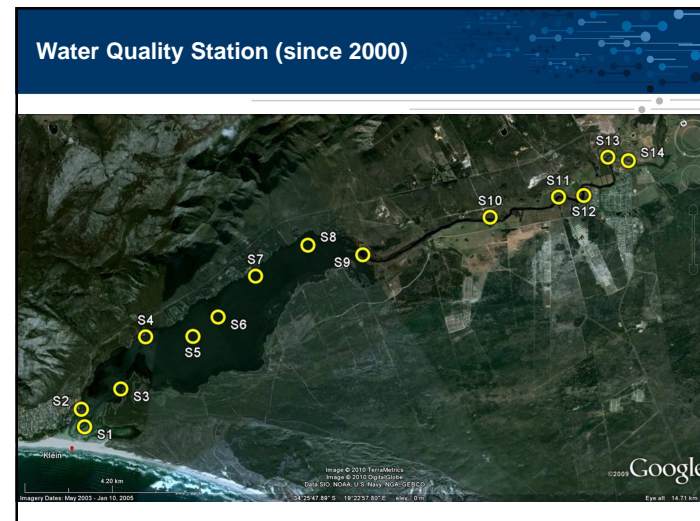 Water Quality Station (since 2000)
S13
S14
S11
S10
S12
S8
S9
S7
S6
S4
S5
S3
S2
S1
Klein
4.20 km
Image © 2010 TerraMetrics
Image © 2010 DigitalGlobe
Data SIO, NOAA, U.S. Navy, NGA, GEBCO
©2009 Google
Imagery Dates: May 2003 - Jan 10, 2005
34°25'47.89" S 19°22'57.80" E elev 0 m
Eye alt 14.71 km